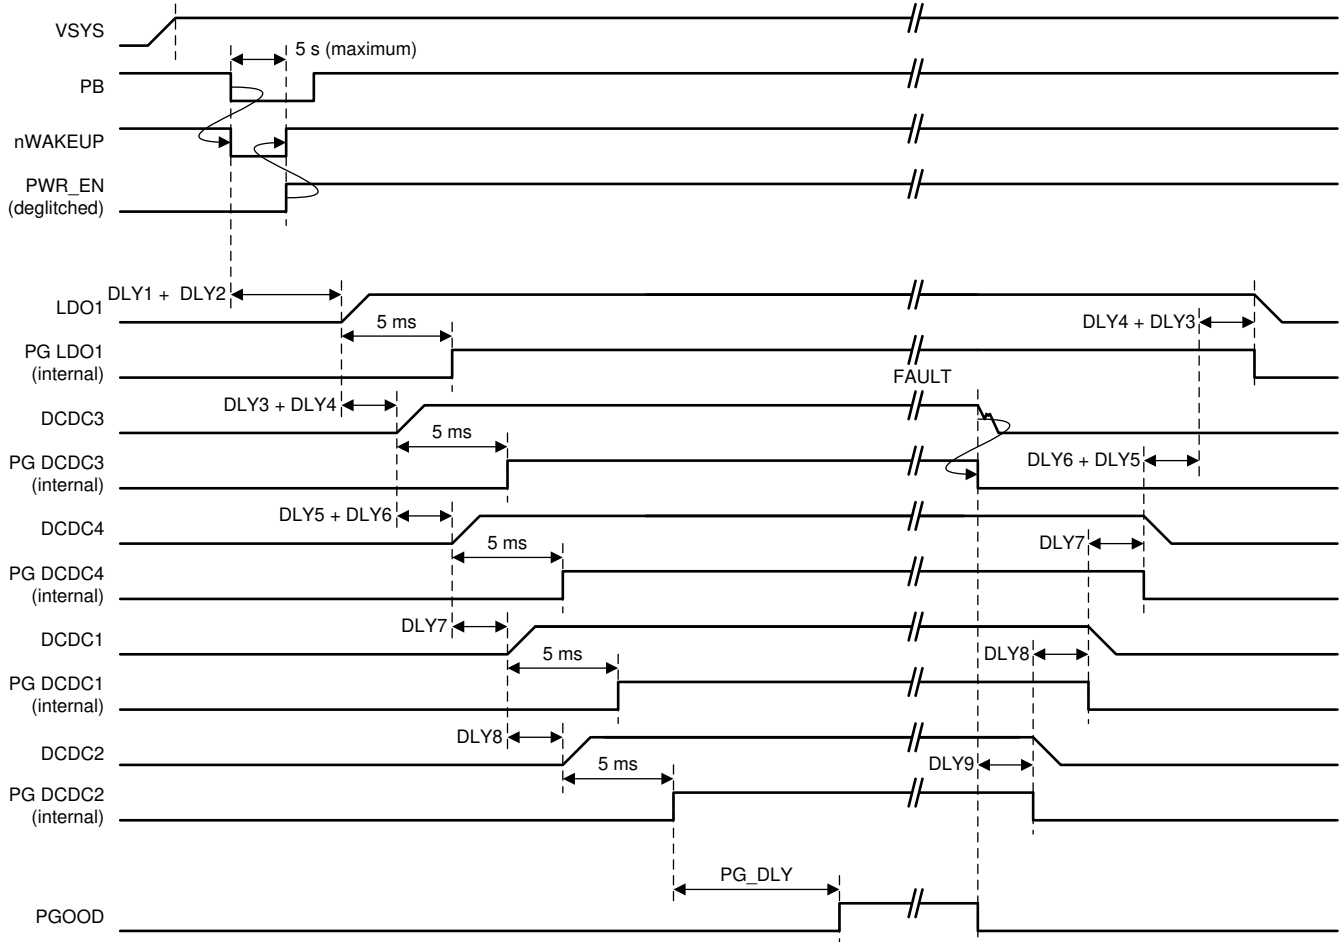 VSYS
5 s (maximum)
PB
nWAKEUP
PWR_EN
(deglitched)
DLY1 + DLY2
LDO1
5 ms
DLY4 + DLY3
PG LDO1
(internal)
FAULT
DLY3 + DLY4
DCDC3
5 ms
PG DCDC3
(internal)
DLY6 + DLY5
DLY5 + DLY6
DCDC4
5 ms
DLY7
PG DCDC4
(internal)
DLY7
DCDC1
5 ms
DLY8
PG DCDC1
(internal)
DLY8
DCDC2
5 ms
DLY9
PG DCDC2
(internal)
PG_DLY
PGOOD